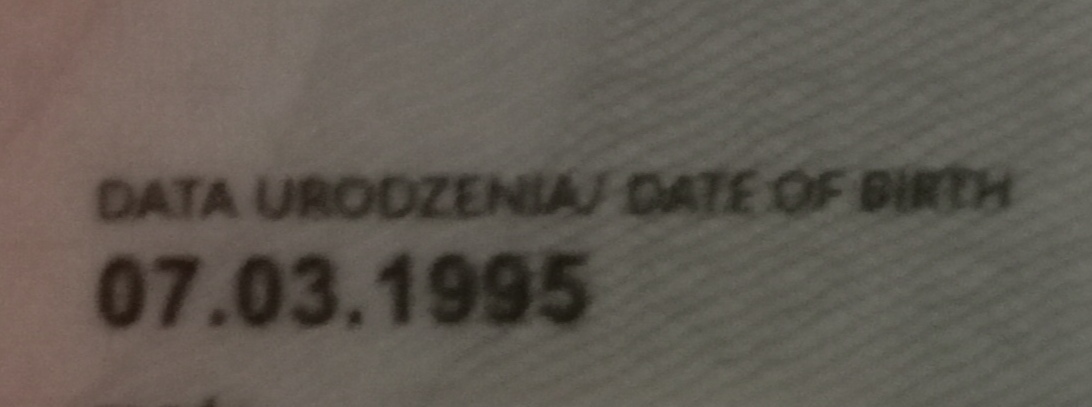 DATA URODZENIA/ DATE OF BIRTH
07.03.1995